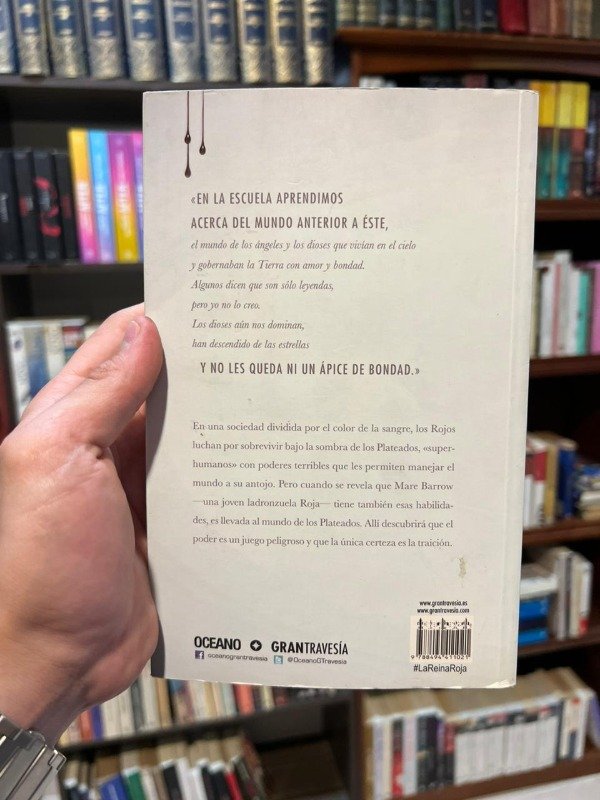 «EN LA ESCUELA APRENDIMOS
ACERCA DEL MUNDO ANTERIOR A ÉSTE,
el mundo de los ángeles y los dioses que vivían en el cielo
y gobernaban la Tierra con amor y bondad.
Algunos dicen que son sólo leyendas,
pero yo no lo creo.
Los dioses aún nos dominan,
han descendido de las estrellas
Y NO LES QUEDA NI UN ÁPICE DE BONDAD.»
En una sociedad dividida por el color de la sangre, los Rojos
luchan por sobrevivir bajo la sombra de los Plateados, «super-
humanos» con poderes terribles que les permiten manejar el
mundo a su antojo. Pero cuando se revela que Mare Barrow
—una joven ladronzuela Roja— tiene también esas habilida-
des, es llevada al mundo de los Plateados. Allí descubrirá que el
poder es un juego peligroso y que la única certeza es la traición.
www.grantravesia.es
www.grantravesia.com
OCEANO + GRANTRAVESÍA
oceanograntravesia @OceanoGTravesia
9 788494 411021
#LaReinaRoja